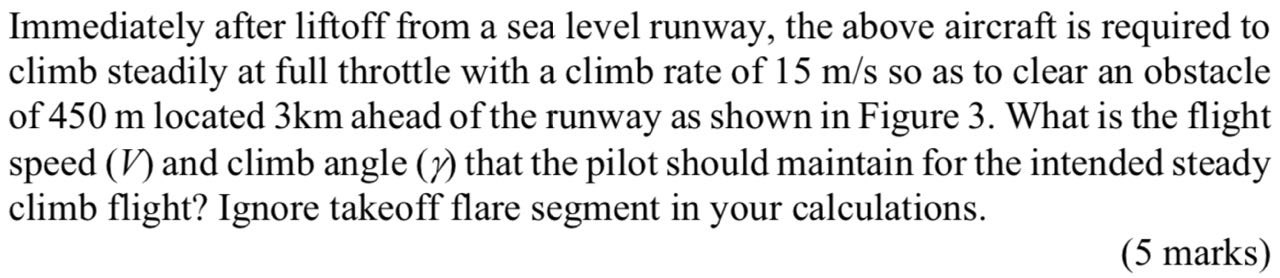 Immediately after liftoff from a sea level runway, the above aircraft is required to
climb steadily at full throttle with a climb rate of 15 m/s so as to clear an obstacle
of 450 m located 3km ahead of the runway as shown in Figure 3. What is the flight
speed (V) and climb angle (γ) that the pilot should maintain for the intended steady
climb flight? Ignore takeoff flare segment in your calculations.
(5 marks)